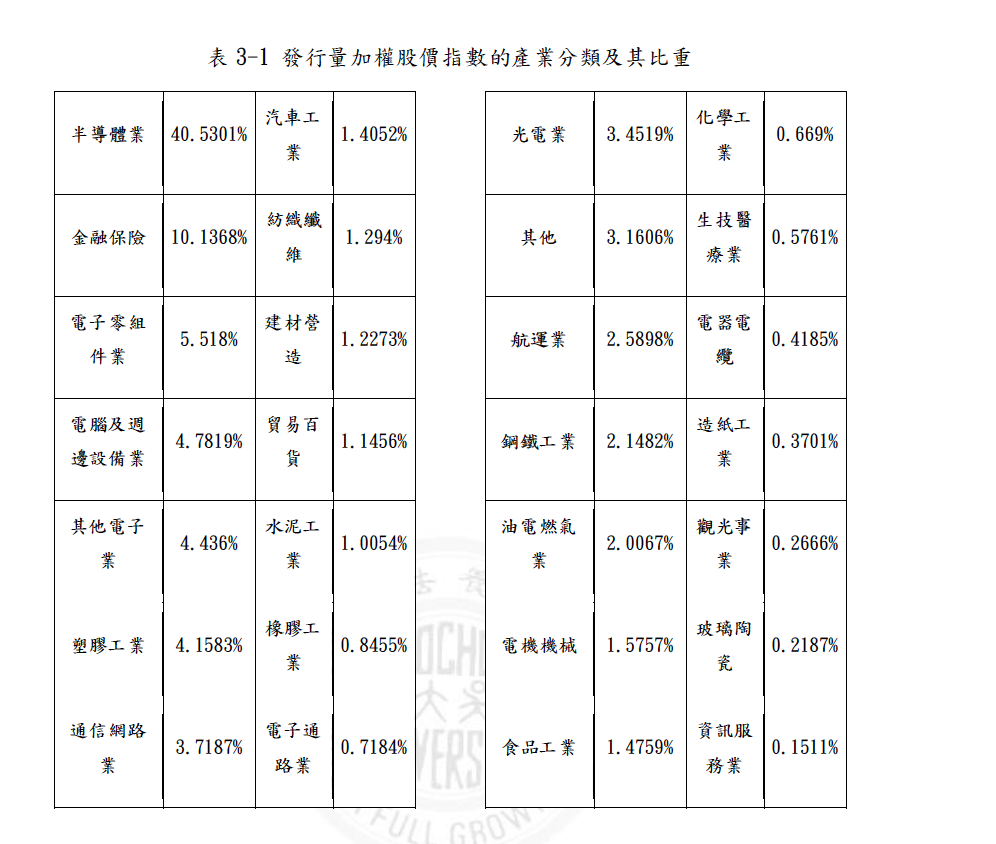 表 3-1 發行量加權股價指數的產業分類及其比重
半導體業 40.5301% 汽車工業 1.4052% 光電業 3.4519% 化學工業 0.669%
金融保險 10.1368% 紡織纖維 1.294% 其他 3.1606% 生技醫療業 0.5761%
電子零組件業 5.518% 建材營造 1.2273% 航運業 2.5898% 電器電纜 0.4185%
電腦及週邊設備業 4.7819% 貿易百貨 1.1456% 鋼鐵工業 2.1482% 造紙工業 0.3701%
其他電子業 4.436% 水泥工業 1.0054% 油電燃氣業 2.0067% 觀光事業 0.2666%
塑膠工業 4.1583% 橡膠工業 0.8455% 電機機械 1.5757% 玻璃陶瓷 0.2187%
通信網路業 3.7187% 電子通路業 0.7184% 食品工業 1.4759% 資訊服務業 0.1511%
FULL GROW